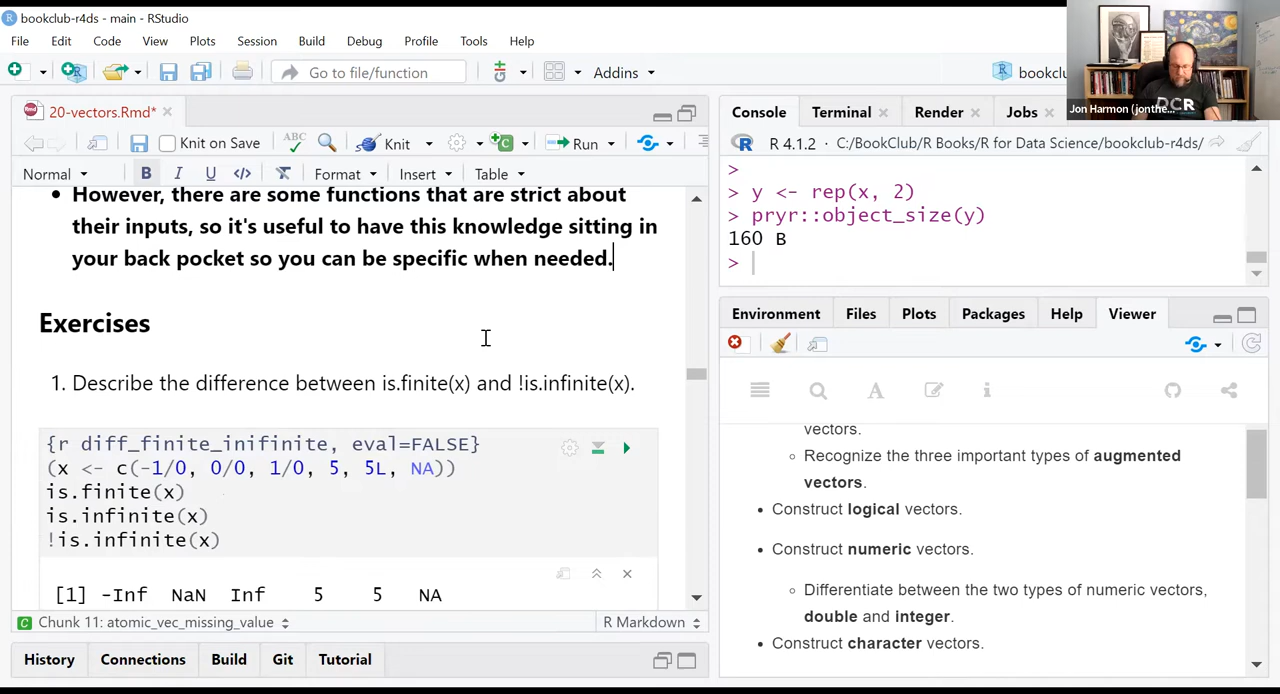 bookclub-r4ds - main - RStudio
File Edit Code View Plots Session Build Debug Profile Tools Help
Go to file/function Addins bookclu
Jon Harmon (jonthe...
DCR
20-vectors.Rmd*
Knit on Save ABC Knit Run
Normal B I U </> Format Insert Table
However, there are some functions that are strict about
their inputs, so it's useful to have this knowledge sitting in
your back pocket so you can be specific when needed.
Exercises
1. Describe the difference between is.finite(x) and !is.infinite(x).
{r diff_finite_inifinite, eval=FALSE}
(x <- c(-1/0, 0/0, 1/0, 5, 5L, NA))
is.finite(x)
is.infinite(x)
!is.infinite(x)
[1] -Inf NaN Inf 5 5 NA
Chunk 11: atomic_vec_missing_value R Markdown
History Connections Build Git Tutorial
Console Terminal Render Jobs
R 4.1.2 · C:/BookClub/R Books/R for Data Science/bookclub-r4ds/
>
> y <- rep(x, 2)
> pryr::object_size(y)
160 B
>
Environment Files Plots Packages Help Viewer
vectors.
Recognize the three important types of augmented
vectors.
Construct logical vectors.
Construct numeric vectors.
Differentiate between the two types of numeric vectors,
double and integer.
Construct character vectors.